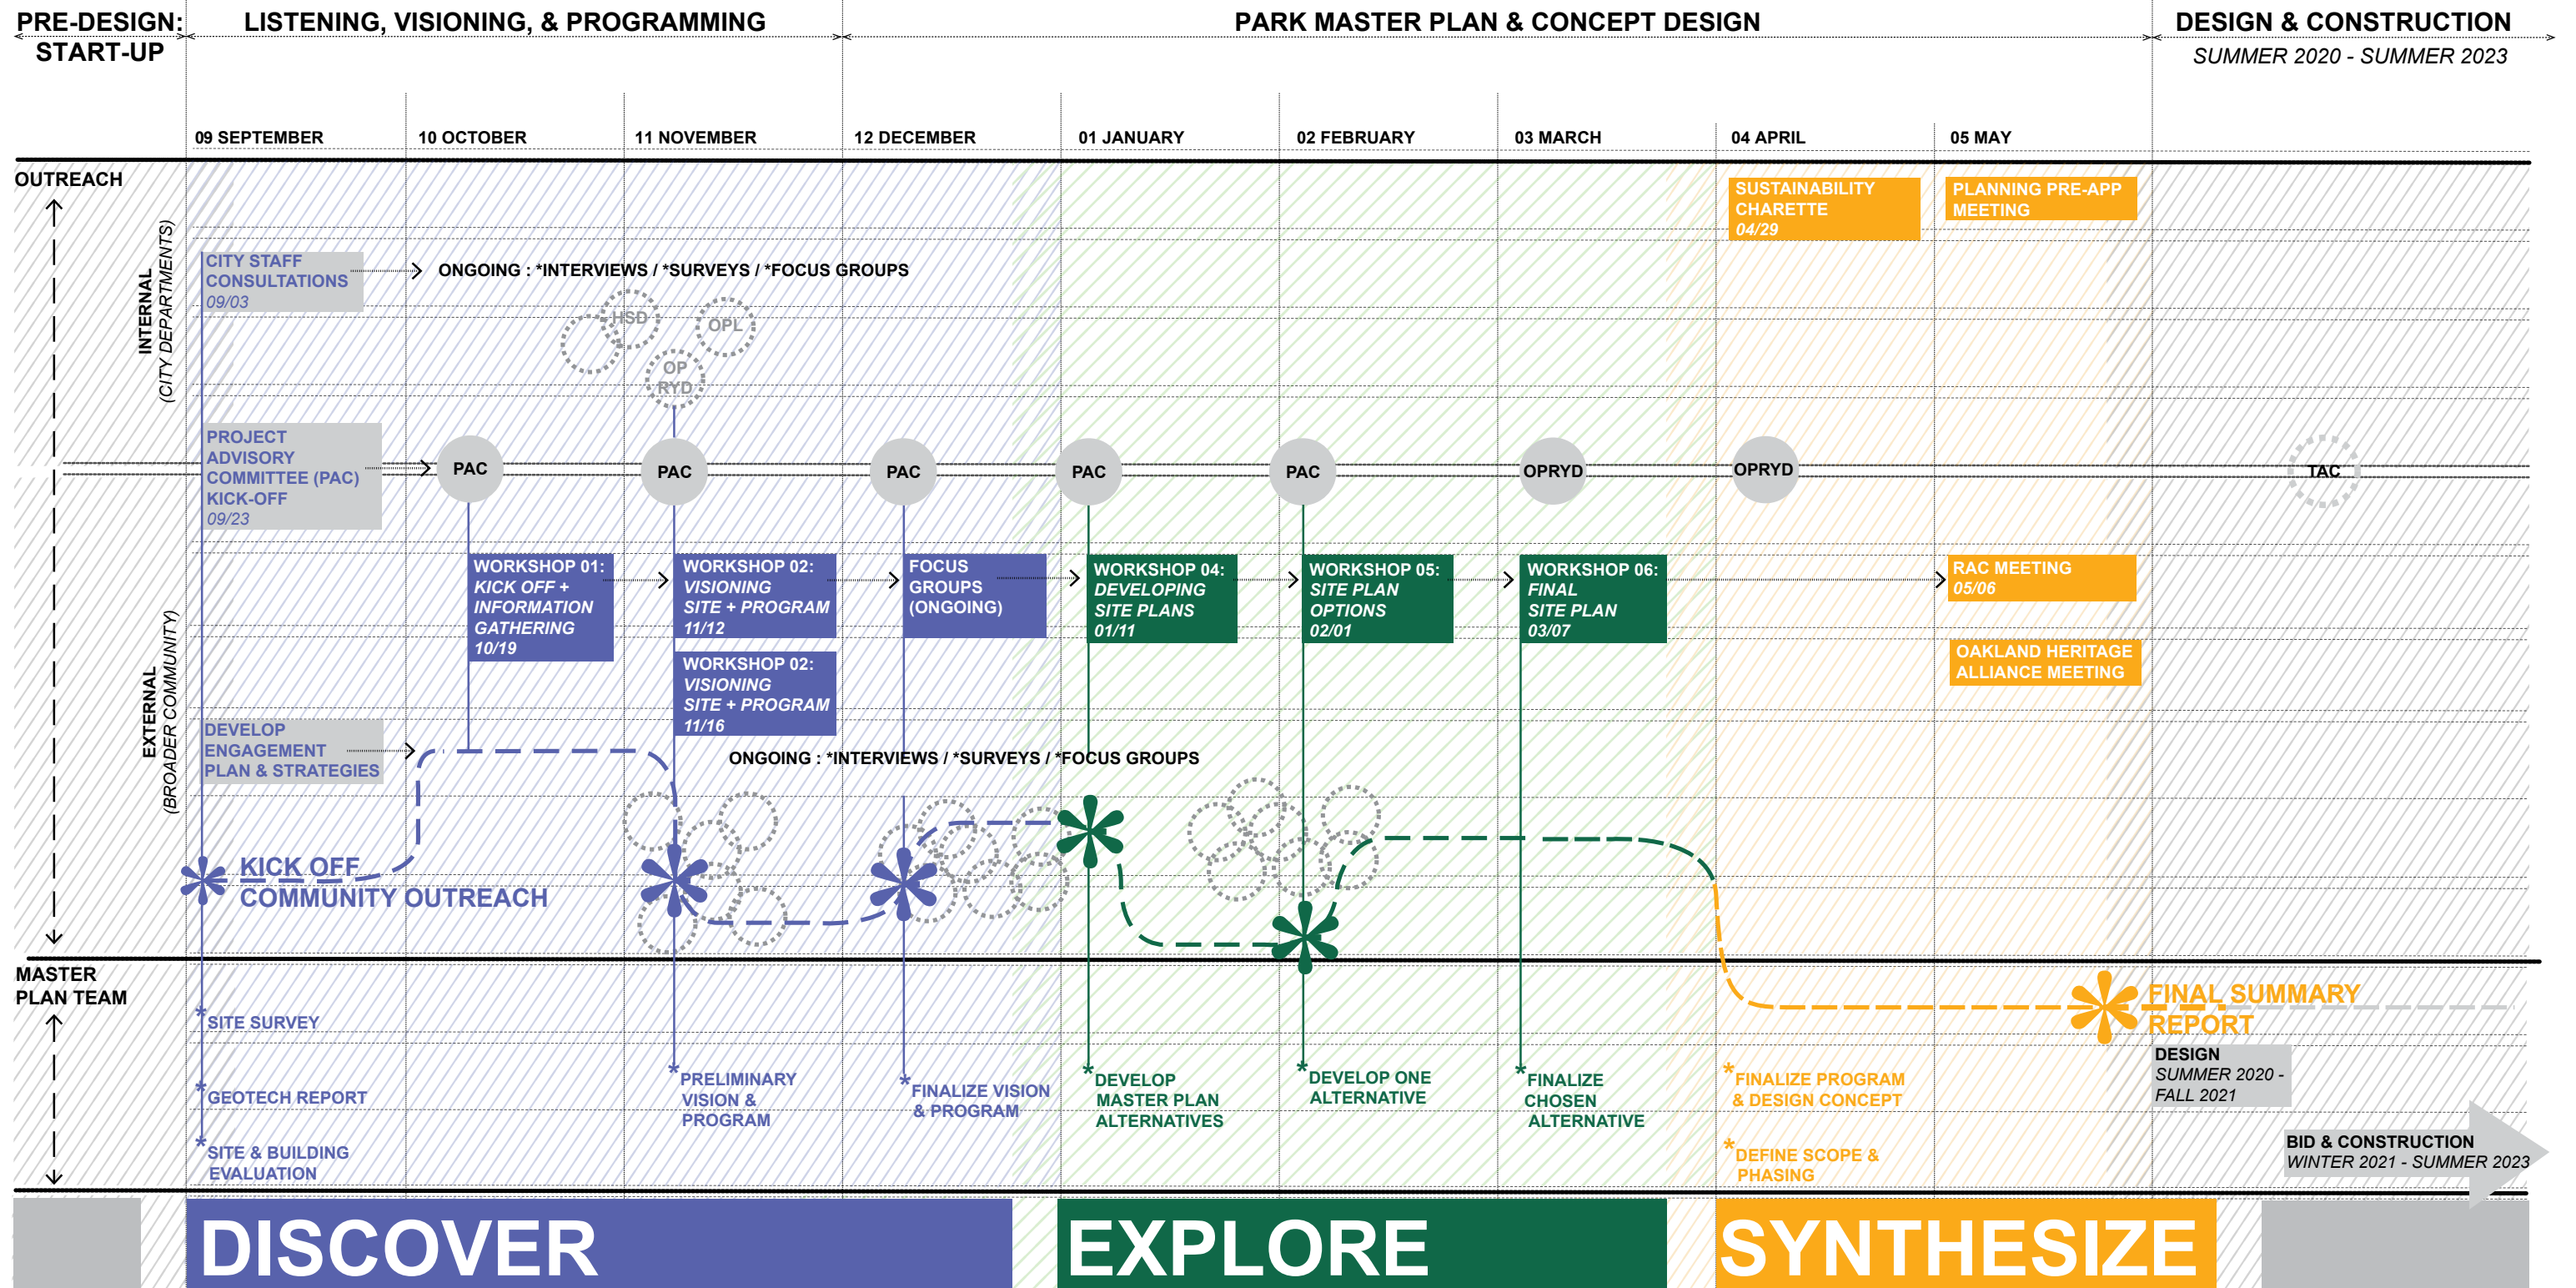 PRE-DESIGN:
START-UP
LISTENING, VISIONING, & PROGRAMMING
PARK MASTER PLAN & CONCEPT DESIGN
DESIGN & CONSTRUCTION
SUMMER 2020 - SUMMER 2023
09 SEPTEMBER
10 OCTOBER
11 NOVEMBER
12 DECEMBER
01 JANUARY
02 FEBRUARY
03 MARCH
04 APRIL
05 MAY
OUTREACH
INTERNAL
(CITY DEPARTMENTS)
SUSTAINABILITY
CHARETTE
04/29
PLANNING PRE-APP
MEETING
CITY STAFF
CONSULTATIONS
09/03
ONGOING : *INTERVIEWS / *SURVEYS / *FOCUS GROUPS
HSD
OPL
OP
RYD
PROJECT
ADVISORY
COMMITTEE (PAC)
KICK-OFF
09/23
PAC
PAC
PAC
PAC
PAC
OPRYD
OPRYD
TAC
EXTERNAL
(BROADER COMMUNITY)
WORKSHOP 01:
KICK OFF +
INFORMATION
GATHERING
10/19
WORKSHOP 02:
VISIONING
SITE + PROGRAM
11/12
WORKSHOP 02:
VISIONING
SITE + PROGRAM
11/16
FOCUS
GROUPS
(ONGOING)
WORKSHOP 04:
DEVELOPING
SITE PLANS
01/11
WORKSHOP 05:
SITE PLAN
OPTIONS
02/01
WORKSHOP 06:
FINAL
SITE PLAN
03/07
RAC MEETING
05/06
OAKLAND HERITAGE
ALLIANCE MEETING
DEVELOP
ENGAGEMENT
PLAN & STRATEGIES
ONGOING : *INTERVIEWS / *SURVEYS / *FOCUS GROUPS
KICK OFF
COMMUNITY OUTREACH
MASTER
PLAN TEAM
*SITE SURVEY
*GEOTECH REPORT
*SITE & BUILDING
EVALUATION
*PRELIMINARY
VISION &
PROGRAM
*FINALIZE VISION
& PROGRAM
*DEVELOP
MASTER PLAN
ALTERNATIVES
*DEVELOP ONE
ALTERNATIVE
*FINALIZE
CHOSEN
ALTERNATIVE
*FINALIZE PROGRAM
& DESIGN CONCEPT
*DEFINE SCOPE &
PHASING
FINAL SUMMARY
REPORT
DESIGN
SUMMER 2020 -
FALL 2021
BID & CONSTRUCTION
WINTER 2021 - SUMMER 2023
DISCOVER
EXPLORE
SYNTHESIZE